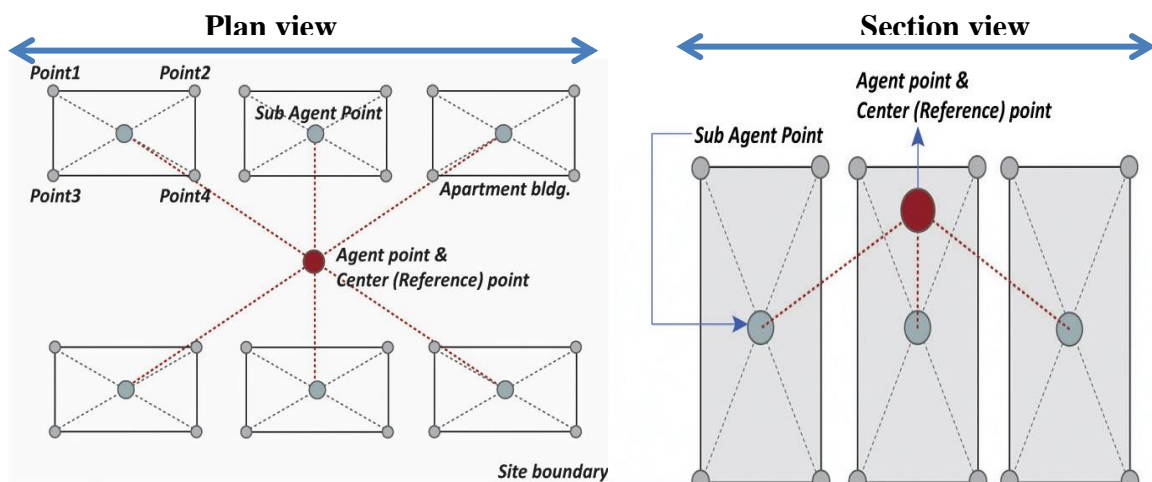 Plan view
Point1
Point2
Sub Agent Point
Point3
Point4
Apartment bldg.
Agent point &
Center (Reference) point
Site boundary
Section view
Agent point &
Center (Reference) point
Sub Agent Point